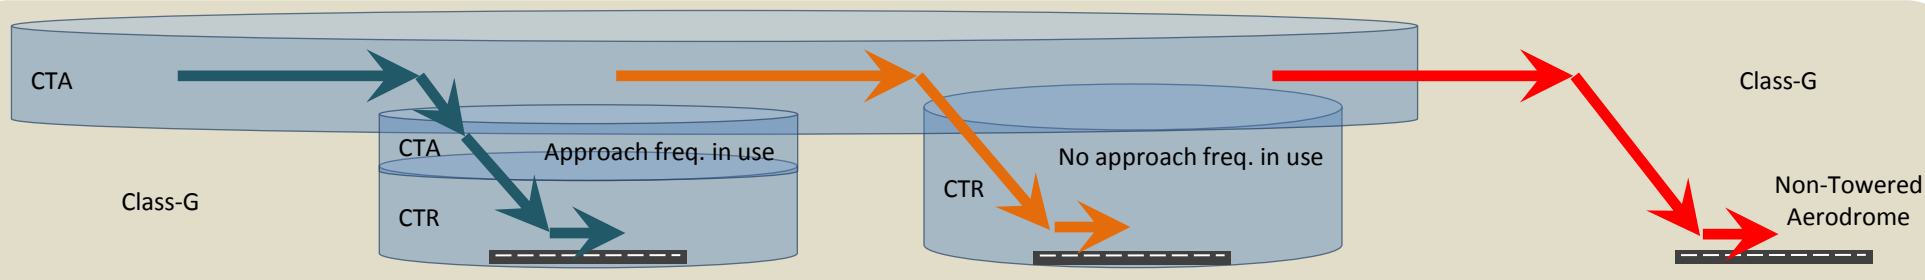 CTA
Class-G
CTA
Approach freq. in use
CTR
No approach freq. in use
CTR
Class-G
Non-Towered
Aerodrome